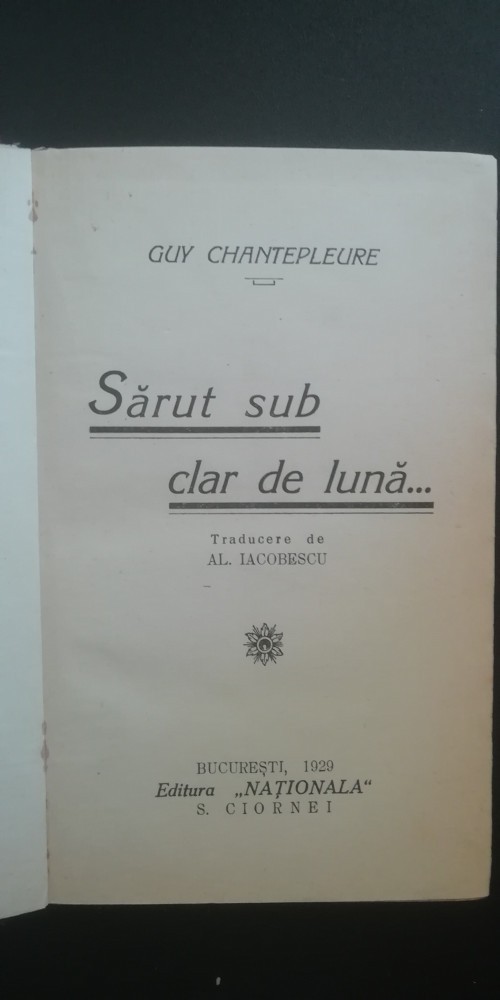 GUY CHANTEPLEURE
Sărut sub
clar de lună...
Traducere de
AL. IACOBESCU
BUCUREȘTI, 1929
Editura „NAȚIONALA“
S. CIORNEI